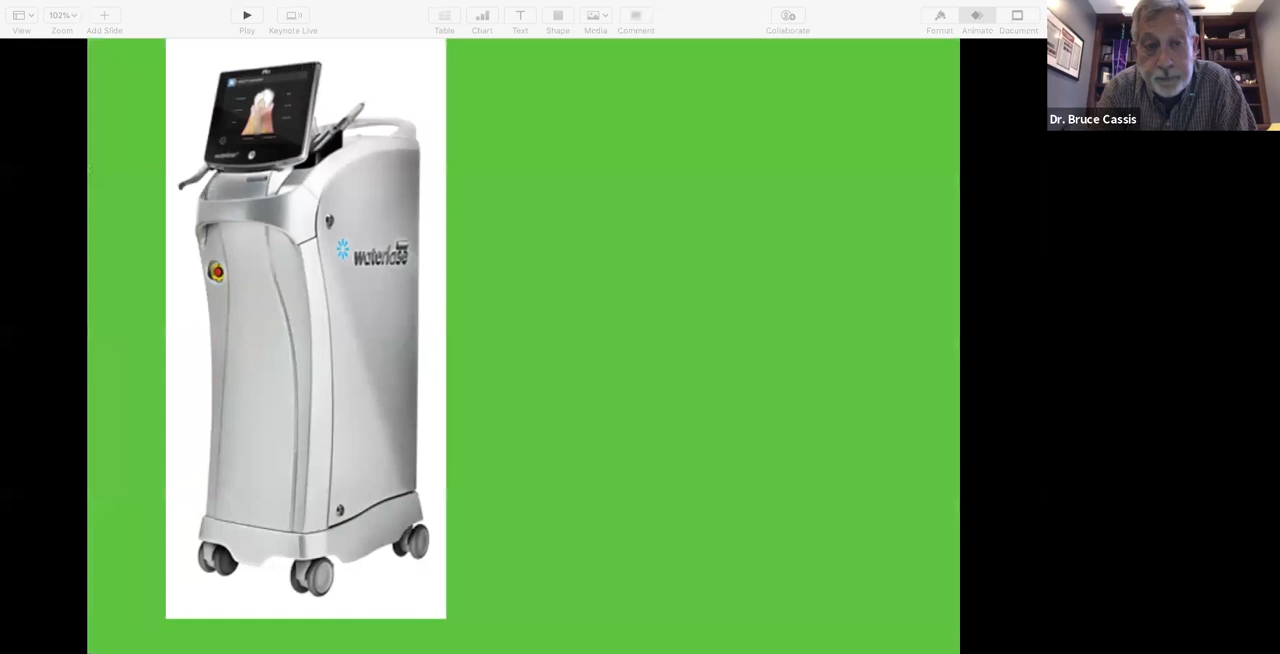 View
102%
Zoom
Add Slide
Play
Keynote Live
Table
Chart
Text
Shape
Media
Comment
Collaborate
Format
Animate
Document
Dr. Bruce Cassis
waterlase